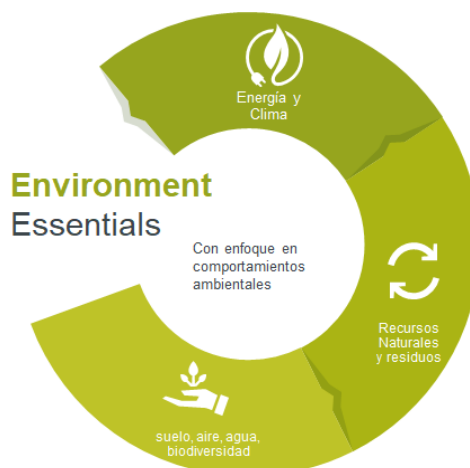 Energía y
Clima
Environment
Essentials
Con enfoque en
comportamientos
ambientales
Recursos
Naturales
y residuos
suelo, aire, agua,
biodiversidad